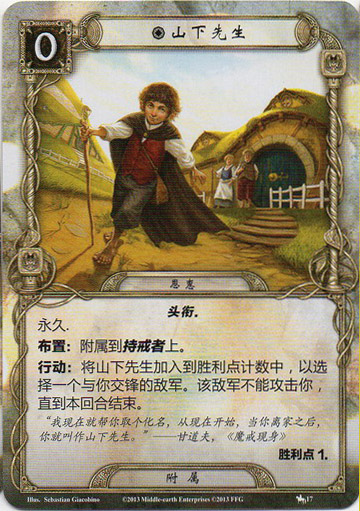 0
山下先生
恩惠
头衔.
永久.
布置: 附属到持戒者上。
行动: 将山下先生加入到胜利点计数中，以选
择一个与你交锋的敌军。该敌军不能攻击你，
直到本回合结束。
“我现在就帮你取个化名，从现在开始，当你离家之后，
你就叫作山下先生。” ——甘道夫，《魔戒现身》
胜利点 1.
附属
Illus. Sebastian Giacobino
©2013 Middle-earth Enterprises ©2013 FFG
17